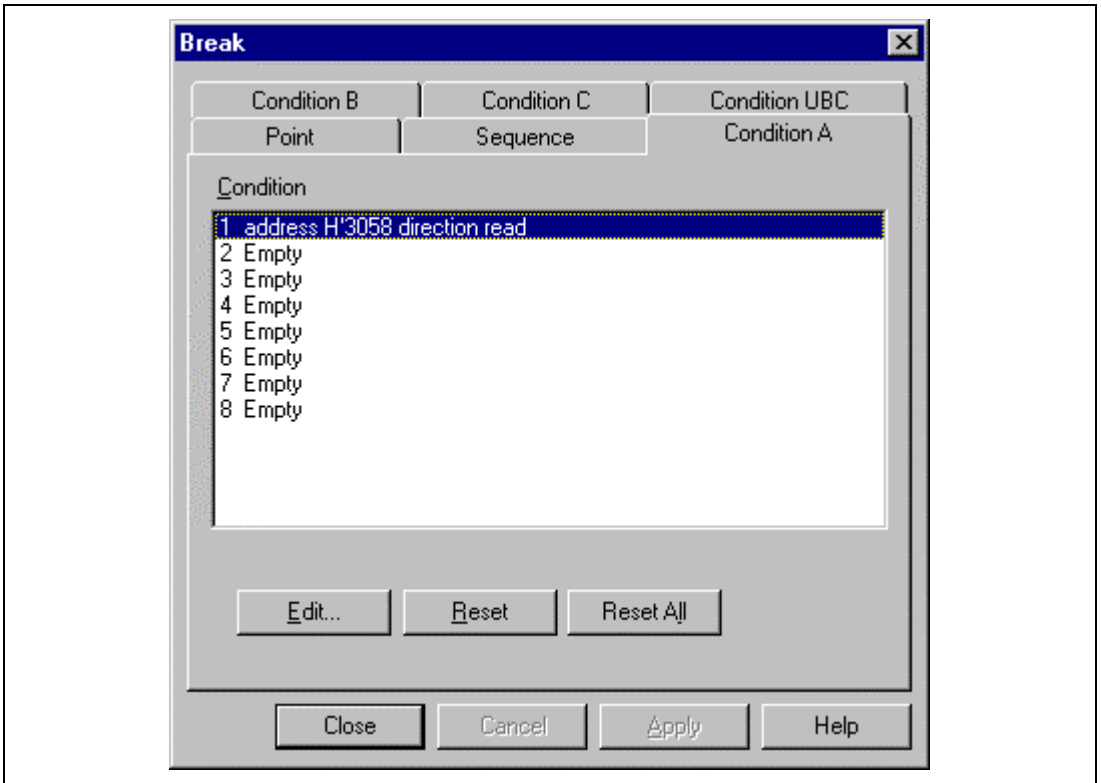 Break
Condition B Condition C Condition UBC
Point Sequence Condition A
Condition
1 address H'3058 direction read
2 Empty
3 Empty
4 Empty
5 Empty
6 Empty
7 Empty
8 Empty
Edit... Reset Reset All
Close Cancel Apply Help